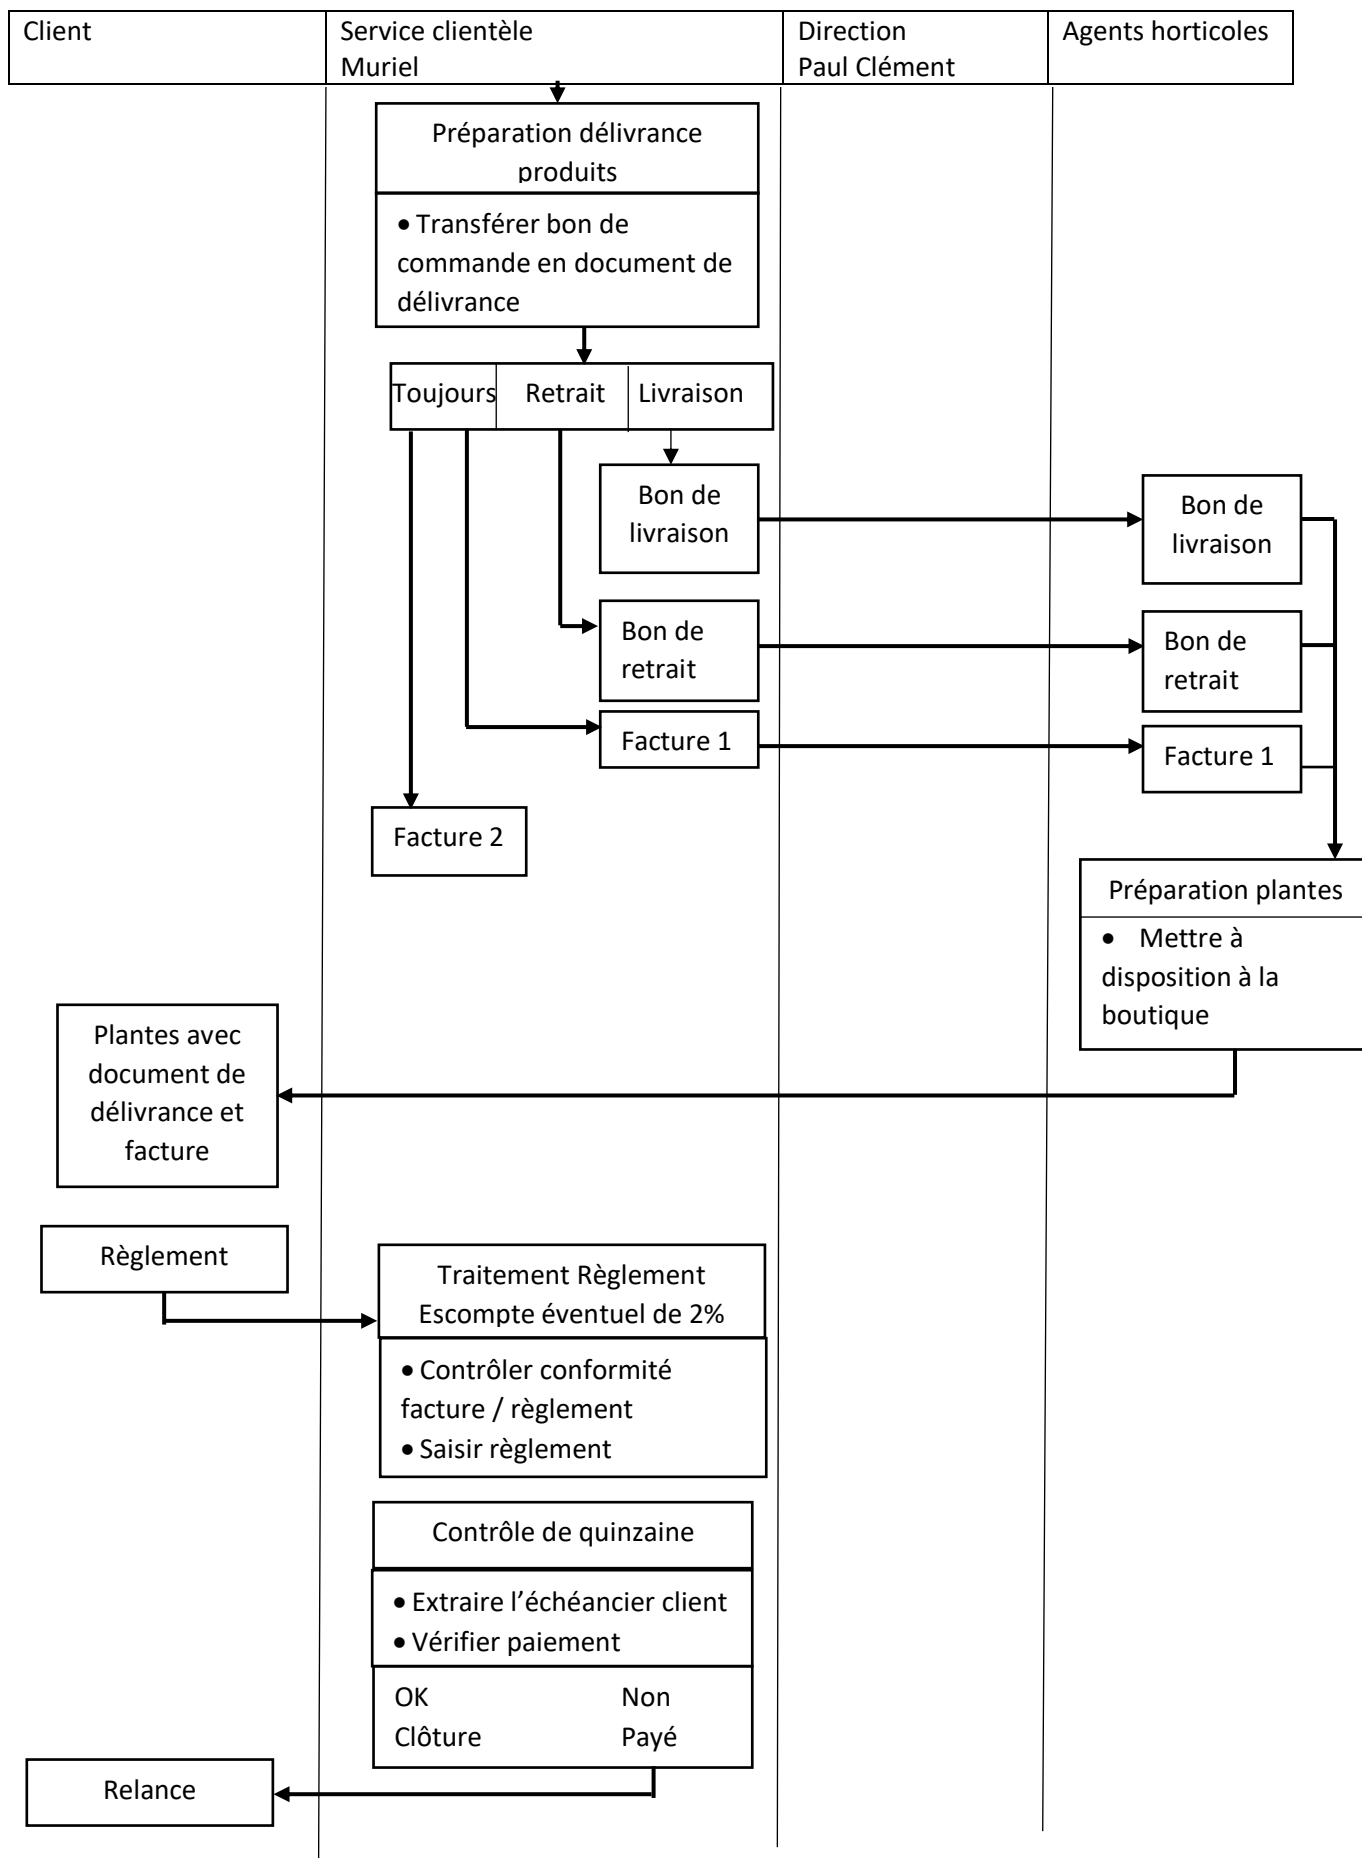 Client
Service clientèle
Muriel
Direction
Paul Clément
Agents horticoles
Préparation délivrance
produits
• Transférer bon de
commande en document de
délivrance
Toujours
Retrait
Livraison
Bon de
livraison
Bon de
livraison
Bon de
retrait
Bon de
retrait
Facture 1
Facture 1
Facture 2
Préparation plantes
• Mettre à
disposition à la
boutique
Plantes avec
document de
délivrance et
facture
Règlement
Traitement Règlement
Escompte éventuel de 2%
• Contrôler conformité
facture / règlement
• Saisir règlement
Contrôle de quinzaine
• Extraire l’échéancier client
• Vérifier paiement
OK
Clôture
Non
Payé
Relance